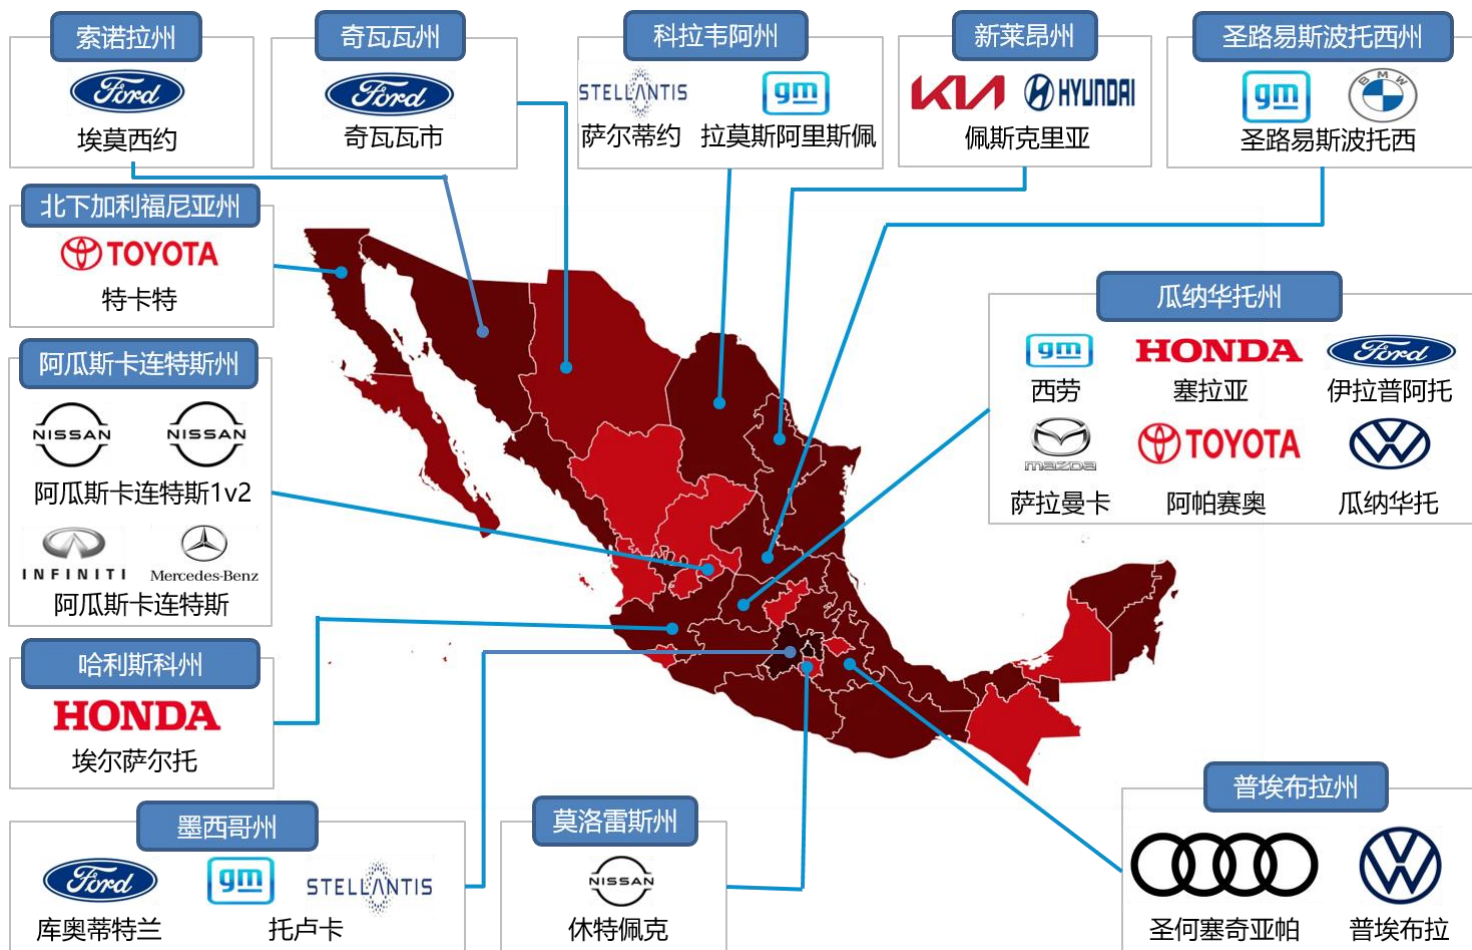 索诺拉州
Ford
埃莫西约
奇瓦瓦州
Ford
奇瓦瓦市
科拉韦阿州
STELLANTIS gm
萨尔蒂约 拉莫斯阿里斯佩
新莱昂州
KIA HYUNDAI
佩斯克里亚
圣路易斯波托西州
gm BMW
圣路易斯波托西
北下加利福尼亚州
TOYOTA
特卡特
瓜纳华托州
gm HONDA Ford
西劳 塞拉亚 伊拉普阿托
mazda TOYOTA
萨拉曼卡 阿帕赛奥 瓜纳华托
阿瓜斯卡连特斯州
NISSAN NISSAN
阿瓜斯卡连特斯1v2
INFINITI Mercedes-Benz
阿瓜斯卡连特斯
哈利斯科州
HONDA
埃尔萨尔托
墨西哥州
Ford gm STELLANTIS
库奥蒂特兰 托卢卡
莫洛雷斯州
NISSAN
休特佩克
普埃布拉州
圣何塞奇亚帕 普埃布拉